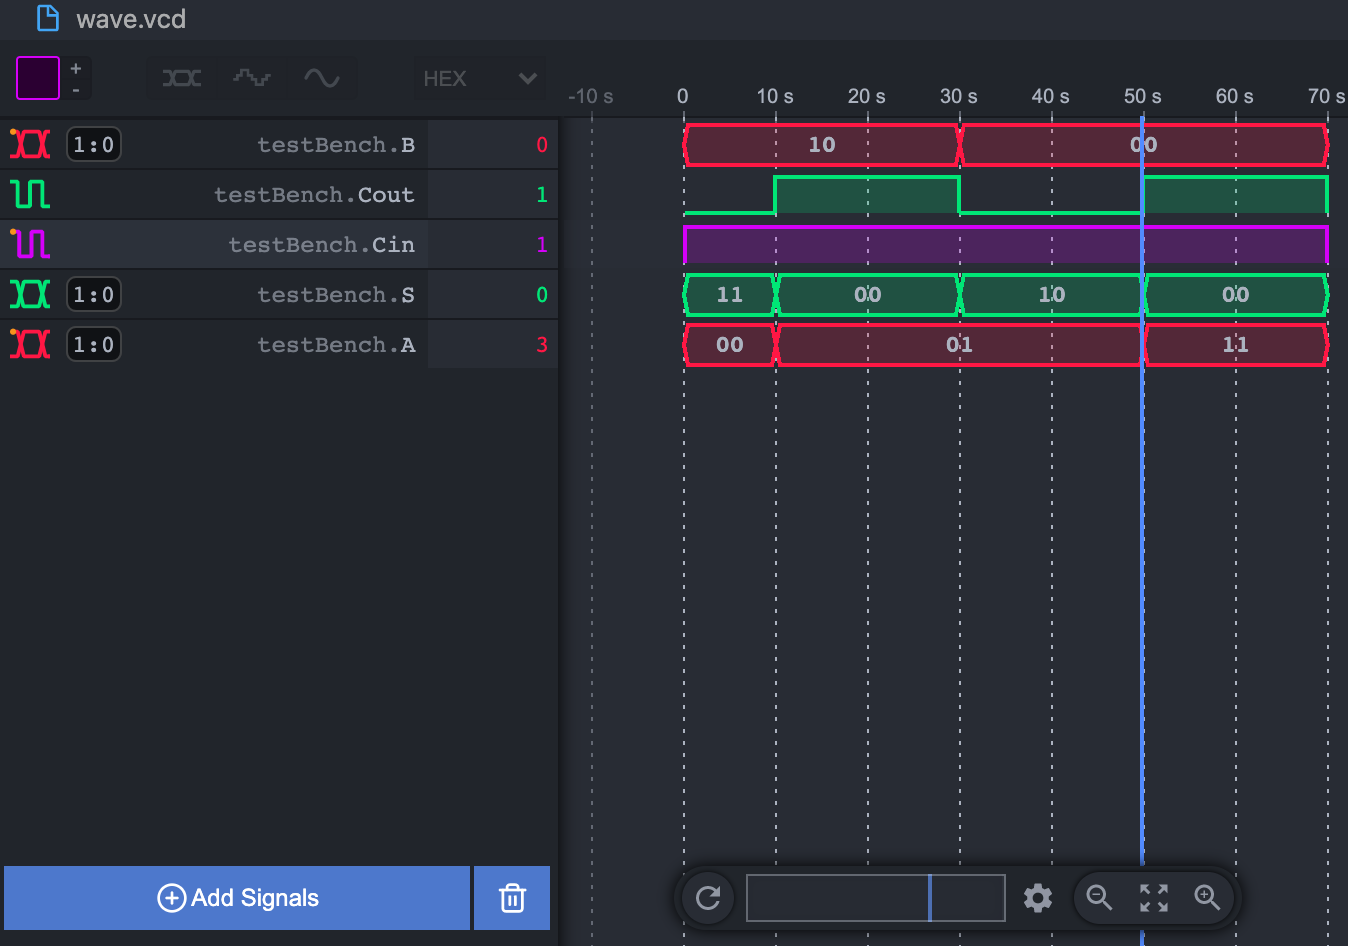 wave.vcd
+
-
HEX
-10 s 0 10 s 20 s 30 s 40 s 50 s 60 s 70 s
1:0 testBench.B 0 10 00
testBench.Cout 1
testBench.Cin 1
1:0 testBench.S 0 11 00 10 00
1:0 testBench.A 3 00 01 11
Add Signals